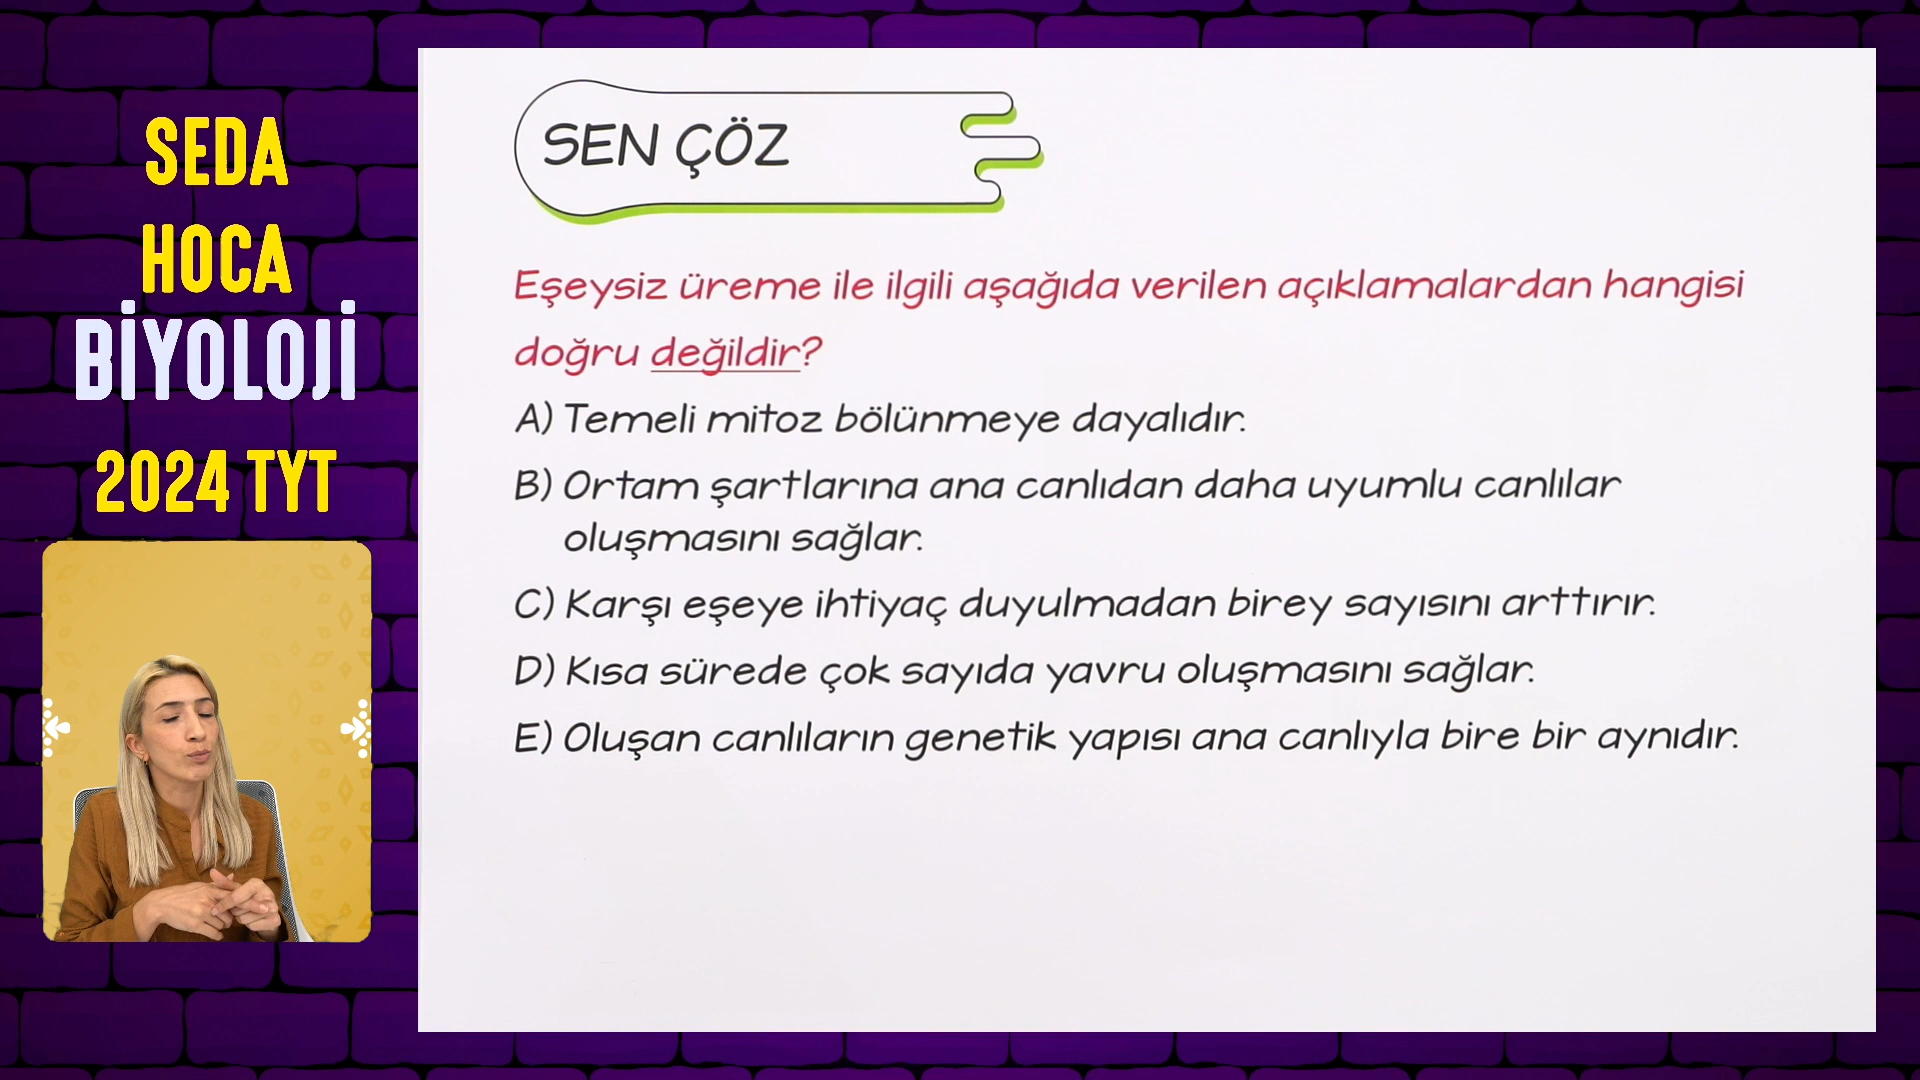 SEDA
HOCA
BİYOLOJİ
2024 TYT
SEN ÇÖZ
Eşeysiz üreme ile ilgili aşağıda verilen açıklamalardan hangisi
doğru değildir?
A) Temeli mitoz bölünmeye dayalıdır.
B) Ortam şartlarına ana canlıdan daha uyumlu canlılar
oluşmasını sağlar.
C) Karşı eşeye ihtiyaç duyulmadan birey sayısını arttırır.
D) Kısa sürede çok sayıda yavru oluşmasını sağlar.
E) Oluşan canlıların genetik yapısı ana canlıyla bire bir aynıdır.